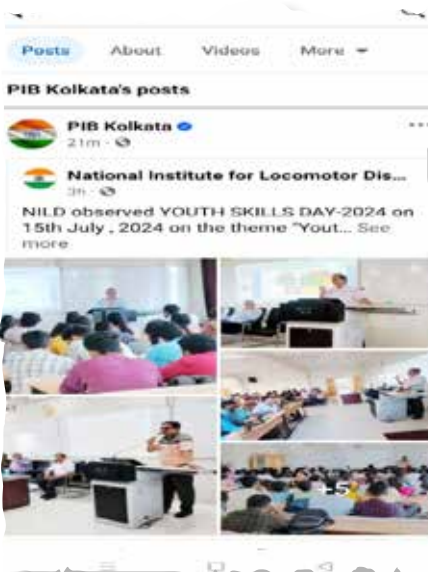 Posts About Videos More
PIB Kolkata's posts
PIB Kolkata
21m
National Institute for Locomotor Dis...
3h
NILD observed YOUTH SKILLS DAY-2024 on
15th July , 2024 on the theme "Yout... See
more
+5